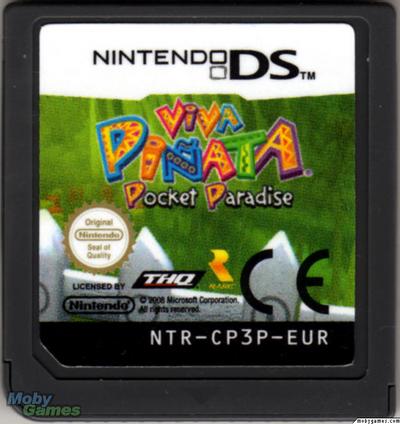 NINTENDO DS™
VIVA
PIÑATA
Pocket Paradise
Original
Nintendo
Seal of
Quality
LICENSED BY
Nintendo
THQ
RARE
© 2008 Microsoft Corporation.
All rights reserved.
CE
NTR-CP3P-EUR
Moby
Games
mobygames.com